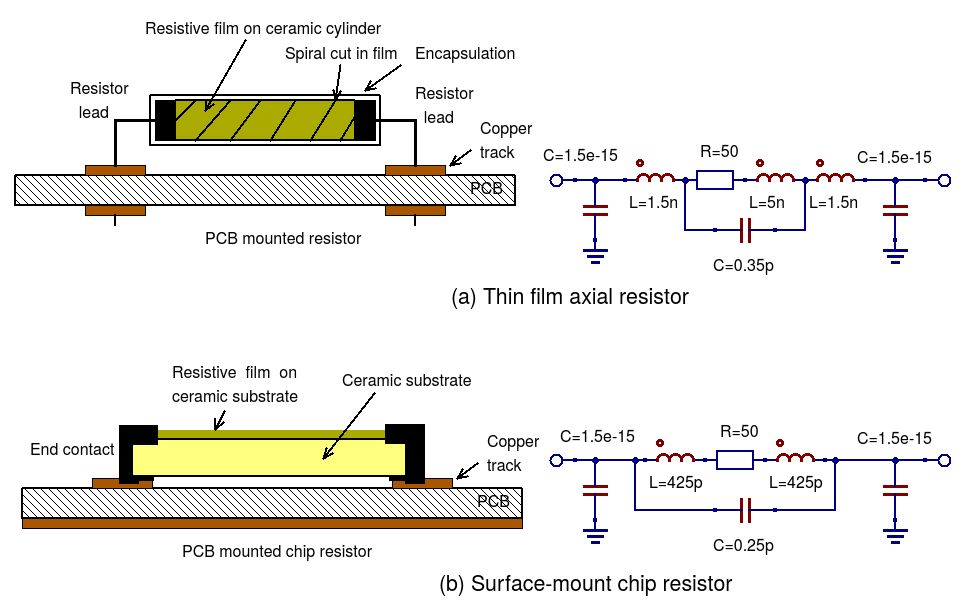 Resistive film on ceramic cylinder
Spiral cut in film
Encapsulation
Resistor
lead
Resistor
lead
Copper
track
PCB
PCB mounted resistor
C=1.5e-15
R=50
C=1.5e-15
L=1.5n
L=5n
L=1.5n
C=0.35p
(a) Thin film axial resistor
Resistive film on
ceramic substrate
Ceramic substrate
End contact
Copper
track
PCB
PCB mounted chip resistor
C=1.5e-15
R=50
C=1.5e-15
L=425p
L=425p
C=0.25p
(b) Surface-mount chip resistor